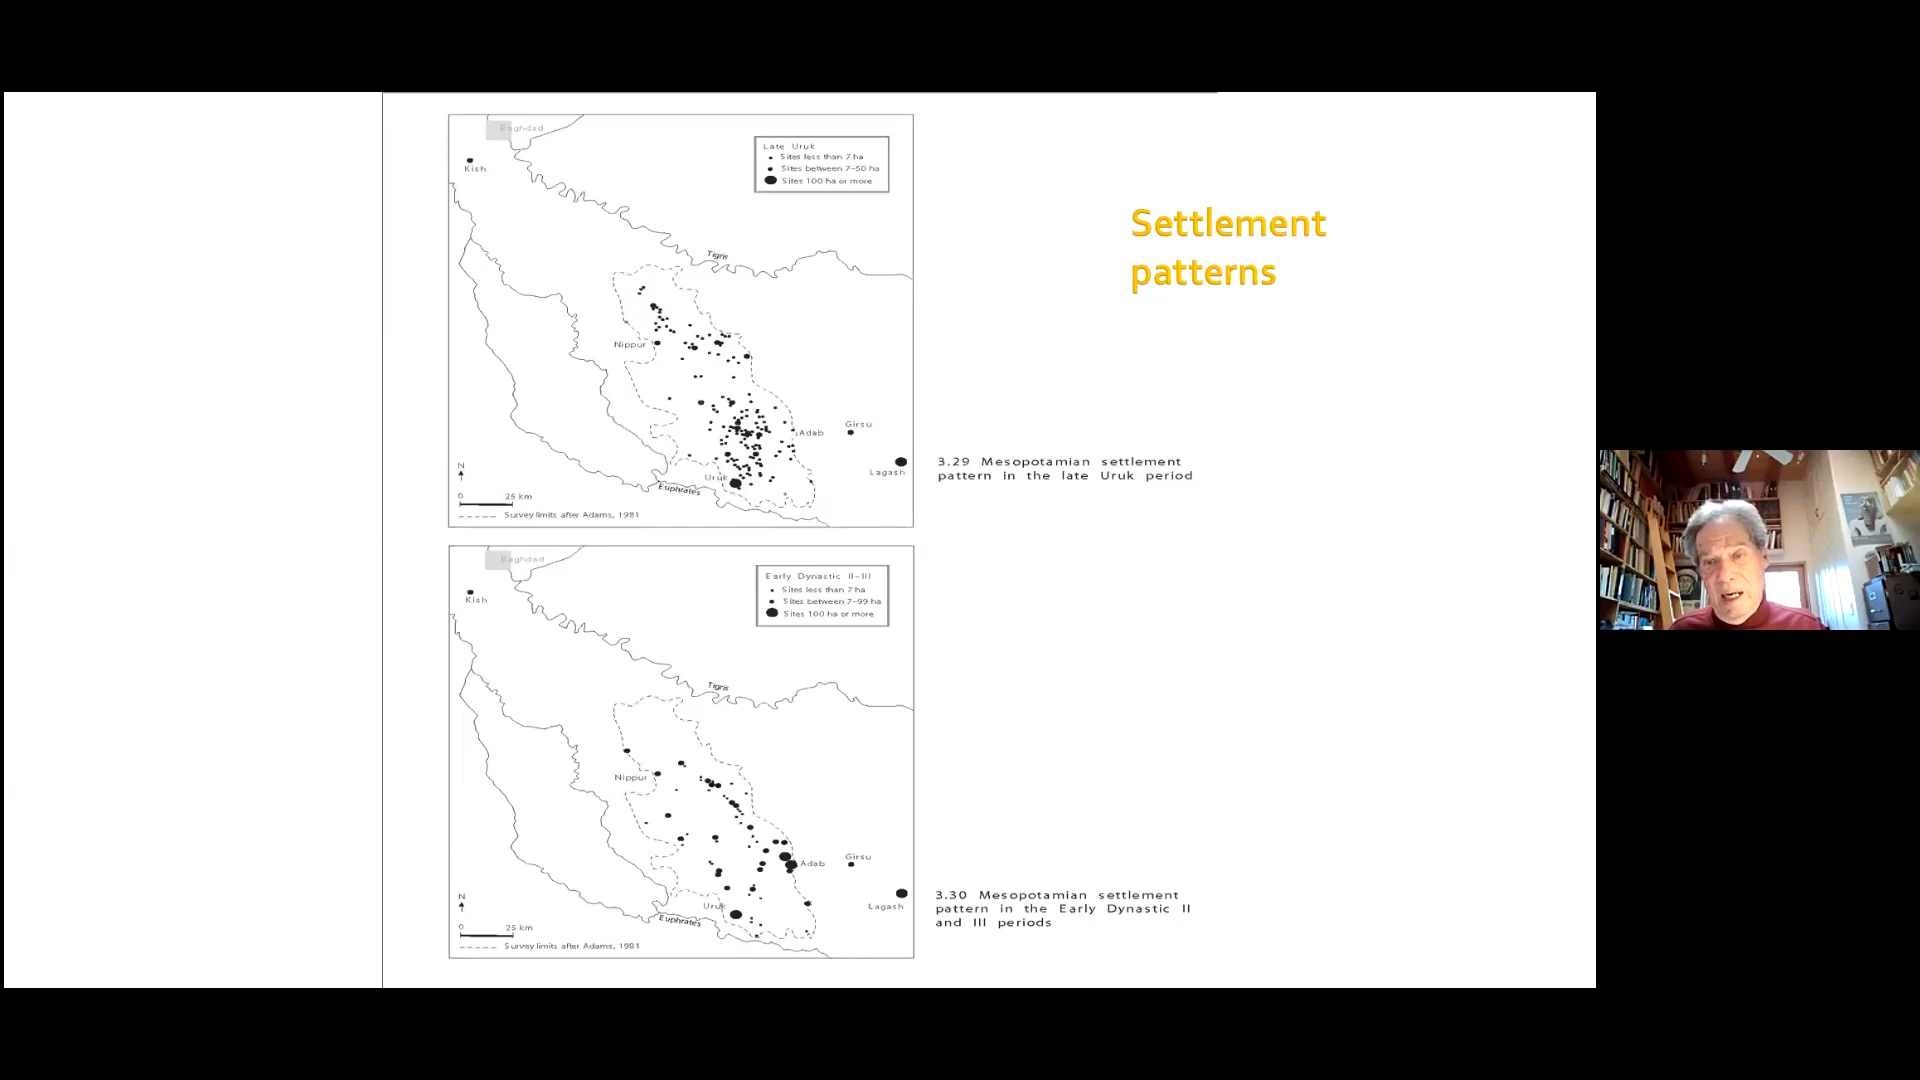 Settlement
patterns
Baghdad
Kish
Late Uruk
Sites less than 7 ha
Sites between 7-50 ha
Sites 100 ha or more
Tigris
Nippur
Adab
Girsu
Lagash
Uruk
Euphrates
N
0 25 km
Survey limits after Adams, 1981
3.29 Mesopotamian settlement
pattern in the late Uruk period
Baghdad
Kish
Early Dynastic II-III
Sites less than 7 ha
Sites between 7-99 ha
Sites 100 ha or more
Tigris
Nippur
Adab
Girsu
Lagash
Uruk
Euphrates
N
0 25 km
Survey limits after Adams, 1981
3.30 Mesopotamian settlement
pattern in the Early Dynastic II
and III periods